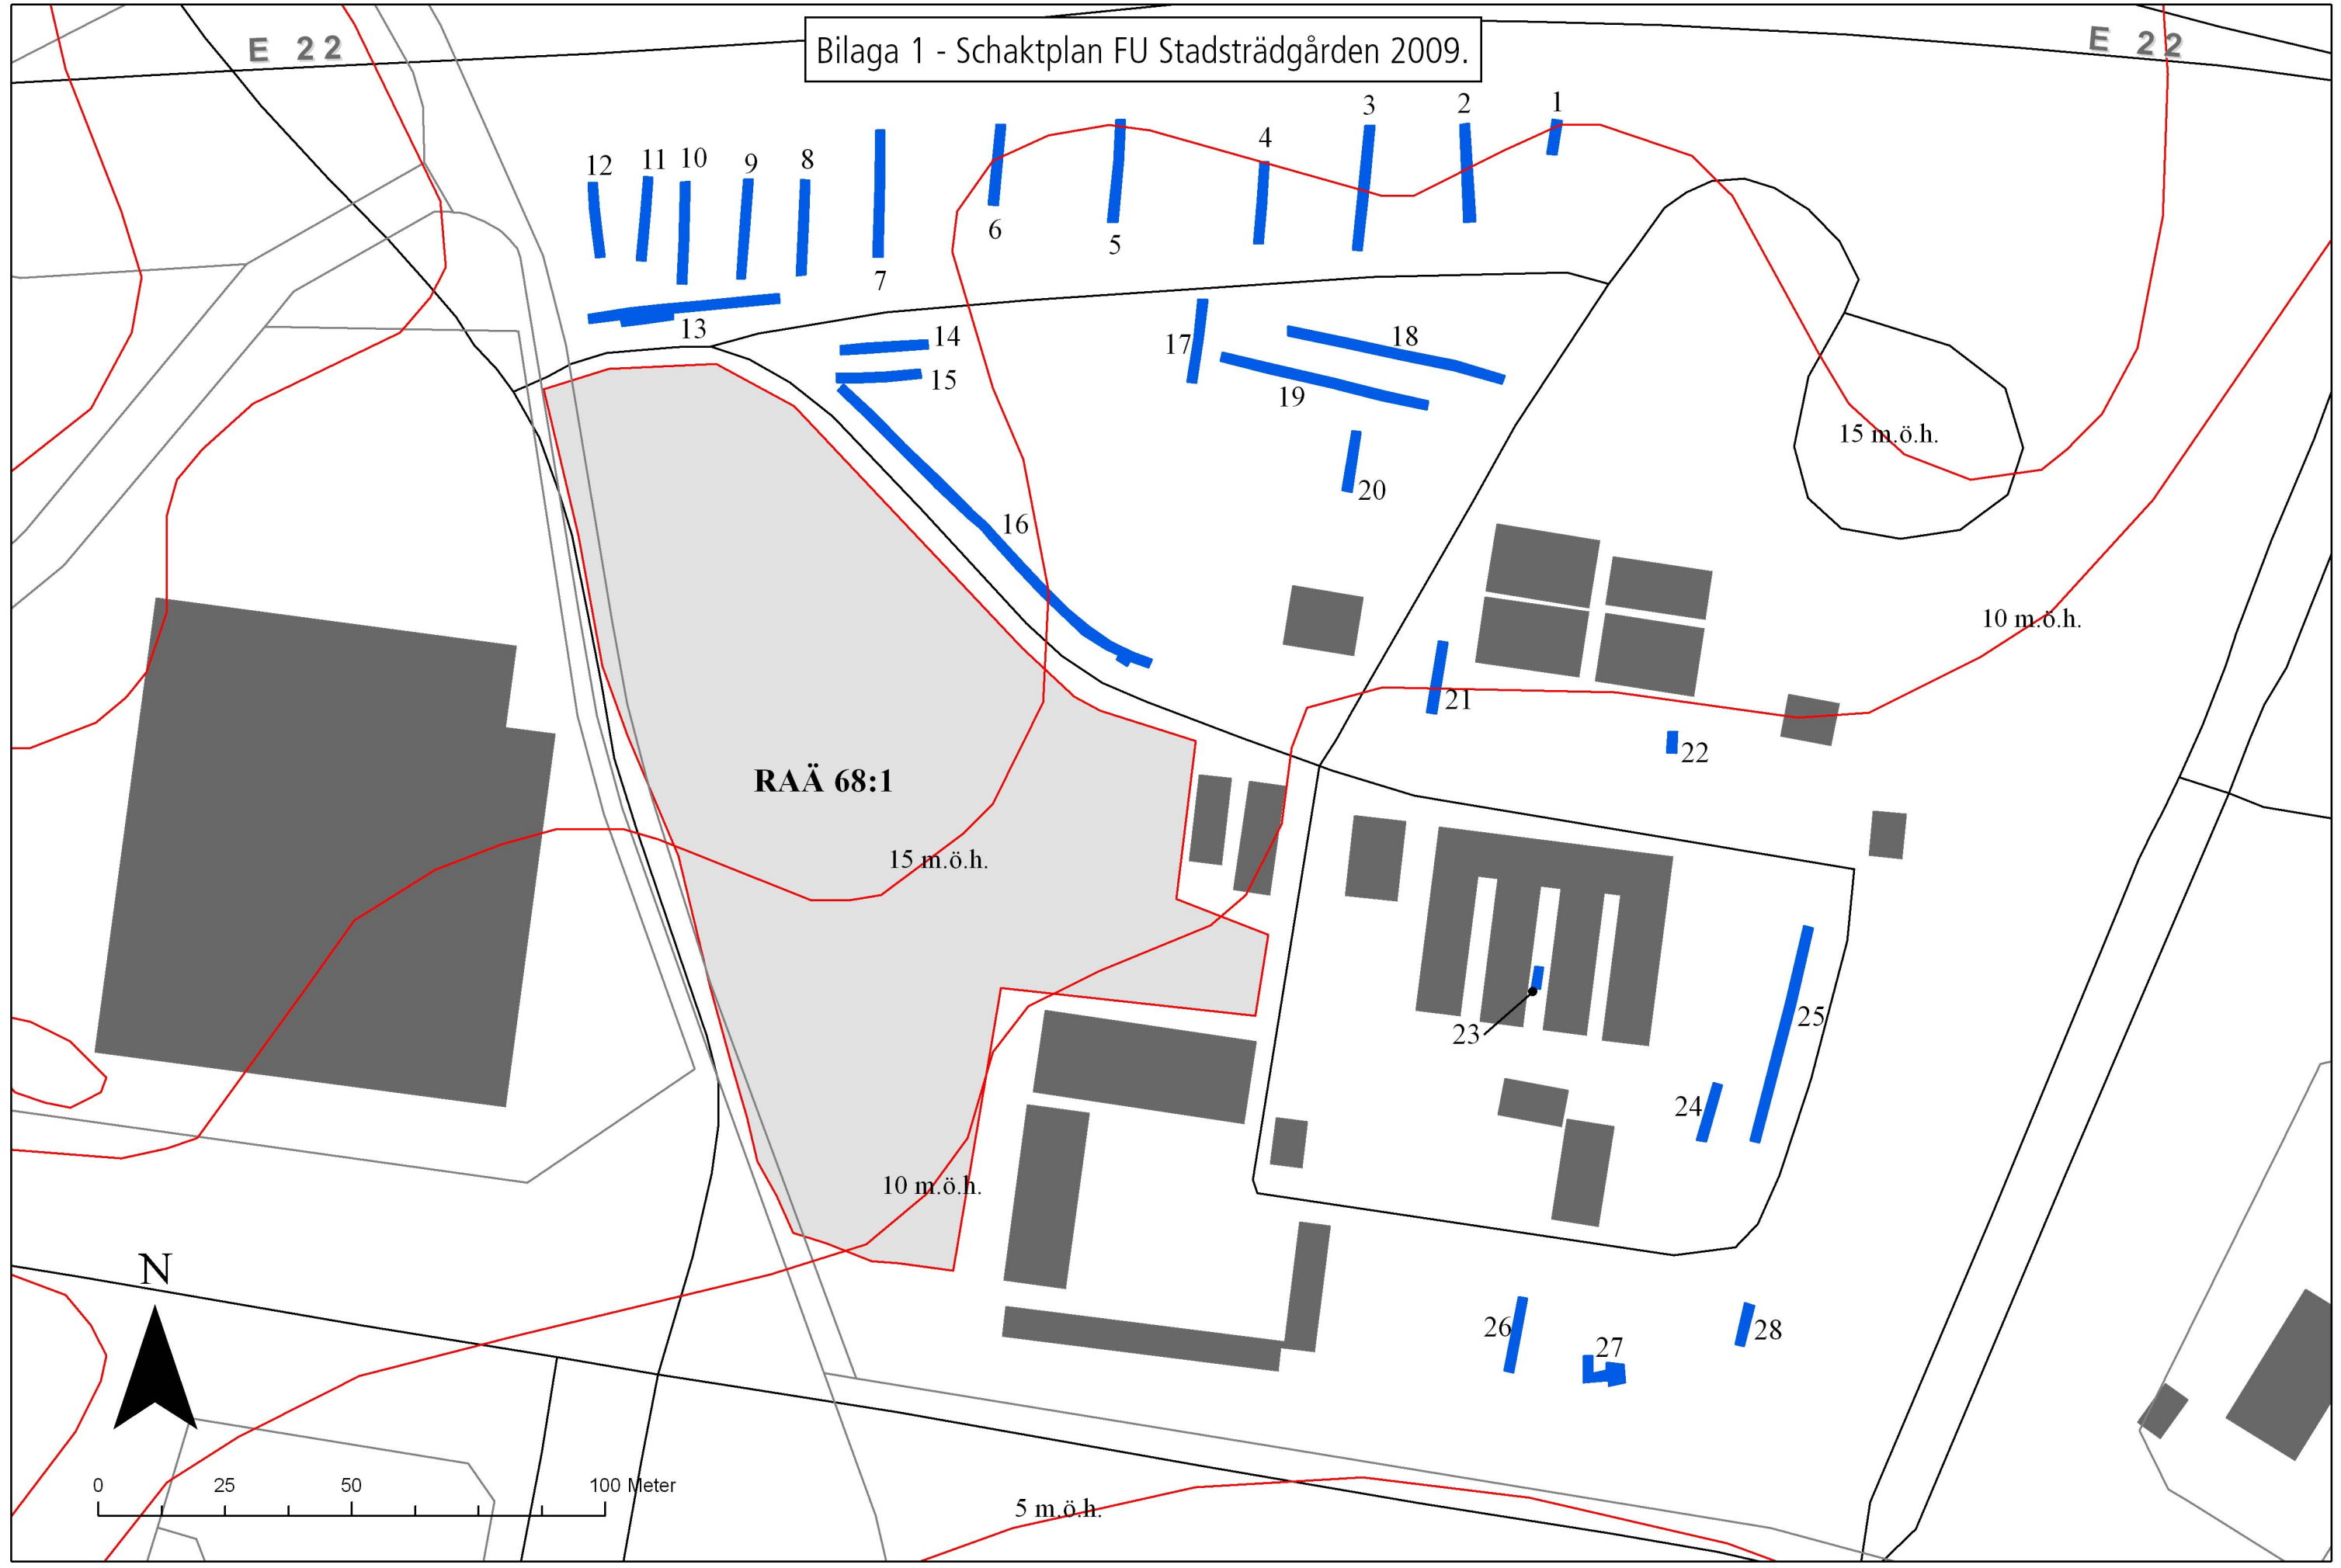 E 22
Bilaga 1 - Schaktplan FU Stadsträdgården 2009.
E 22
1
2
3
4
5
6
7
8
9
10
11
12
13
14
15
16
17
18
19
20
15 m.ö.h.
10 m.ö.h.
21
22
RAÄ 68:1
15 m.ö.h.
23
24
25
10 m.ö.h.
N
26
27
28
0 25 50 100 Meter
5 m.ö.h.